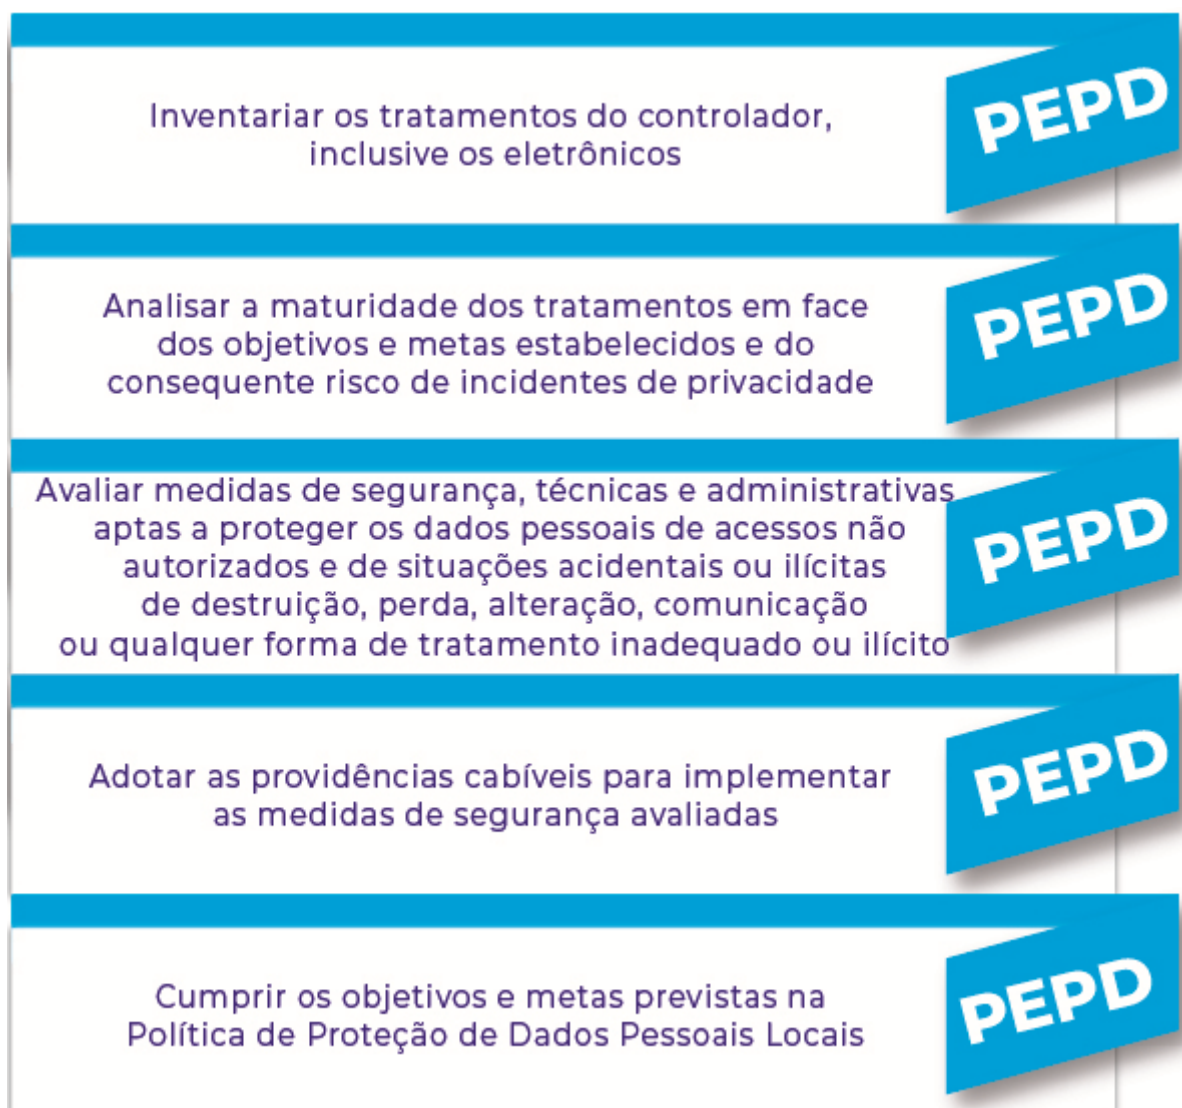 Inventariar os tratamentos do controlador,
inclusive os eletrônicos
PEPD
Analisar a maturidade dos tratamentos em face
dos objetivos e metas estabelecidos e do
consequente risco de incidentes de privacidade
PEPD
Avaliar medidas de segurança, técnicas e administrativas
aptas a proteger os dados pessoais de acessos não
autorizados e de situações acidentais ou ilícitas
de destruição, perda, alteração, comunicação
ou qualquer forma de tratamento inadequado ou ilícito
PEPD
Adotar as providências cabíveis para implementar
as medidas de segurança avaliadas
PEPD
Cumprir os objetivos e metas previstas na
Política de Proteção de Dados Pessoais Locais
PEPD